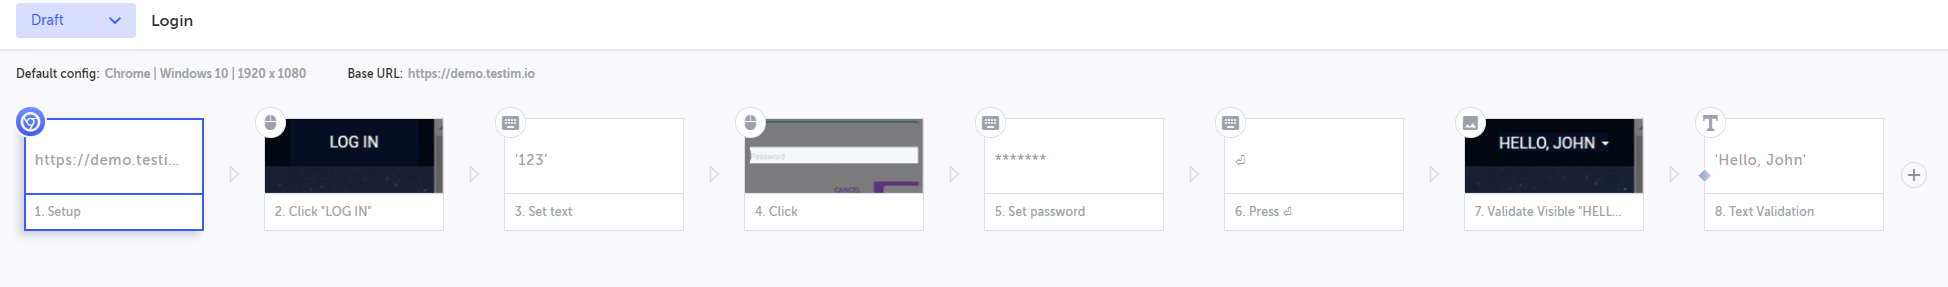 Draft
Login
Default config: Chrome | Windows 10 | 1920 x 1080
Base URL: https://demo.testim.io
https://demo.testi...
1. Setup
LOG IN
2. Click "LOG IN"
'123'
3. Set text
Password
CANCEL
4. Click
*******
5. Set password
⏎
6. Press ⏎
HELLO, JOHN
7. Validate Visible "HELL...
T
'Hello, John'
8. Text Validation